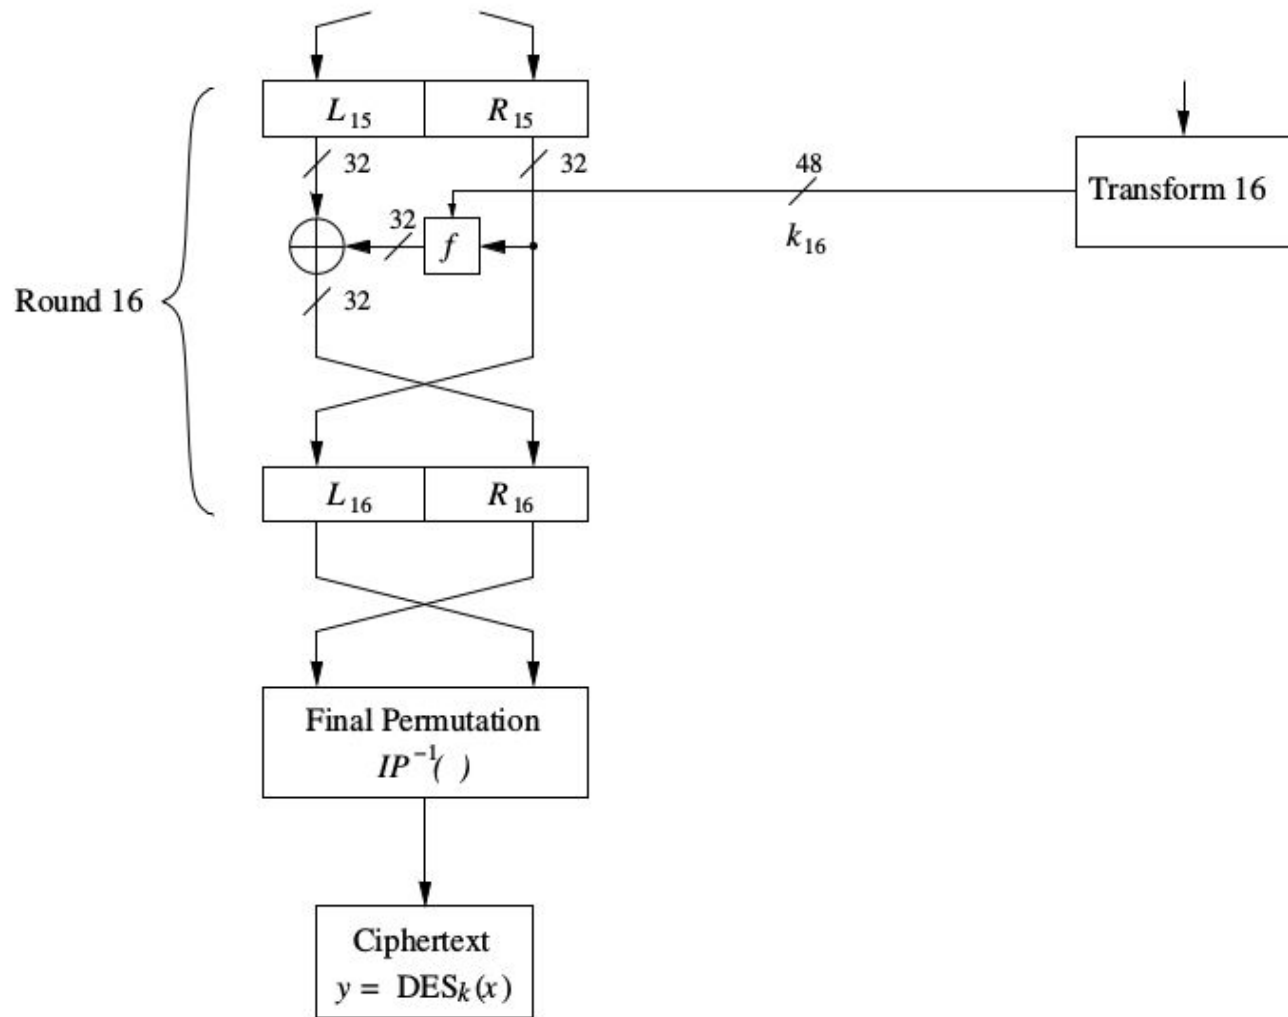 L15 R15
32 32 48
Transform 16
32 f k16
Round 16
32
L16 R16
Final Permutation
IP⁻¹( )
Ciphertext
y = DESk(x)